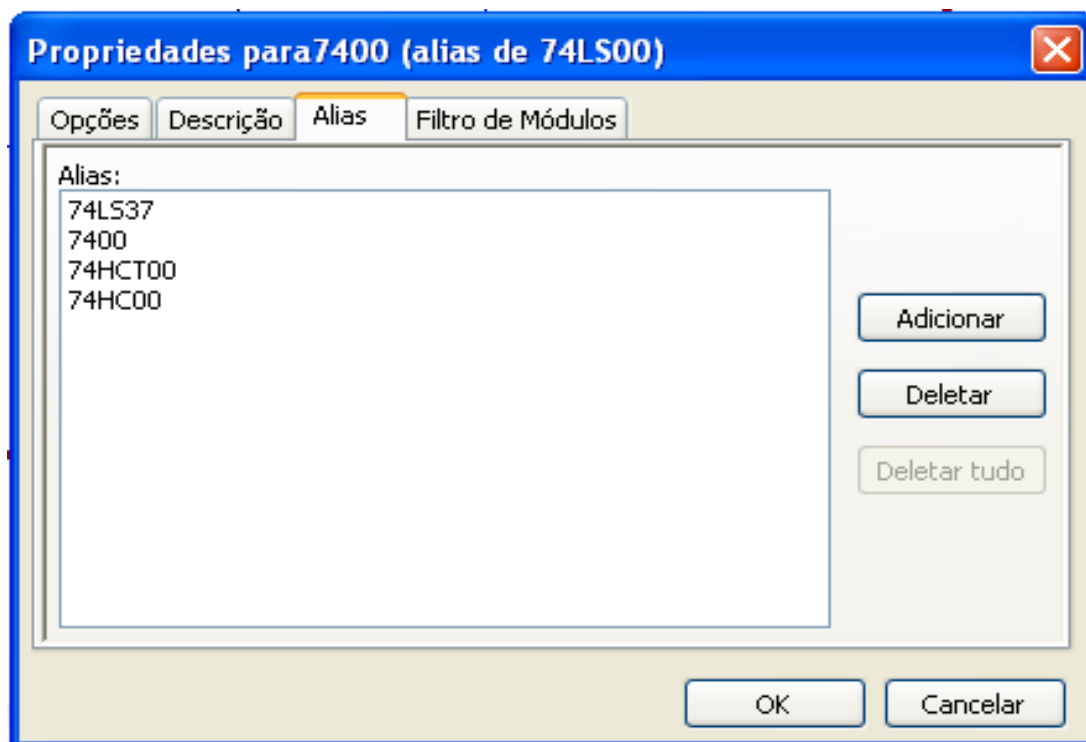 Propriedades para7400 (alias de 74LS00)
Opções Descrição Alias Filtro de Módulos
Alias:
74LS37
7400
74HCT00
74HC00
Adicionar
Deletar
Deletar tudo
OK Cancelar